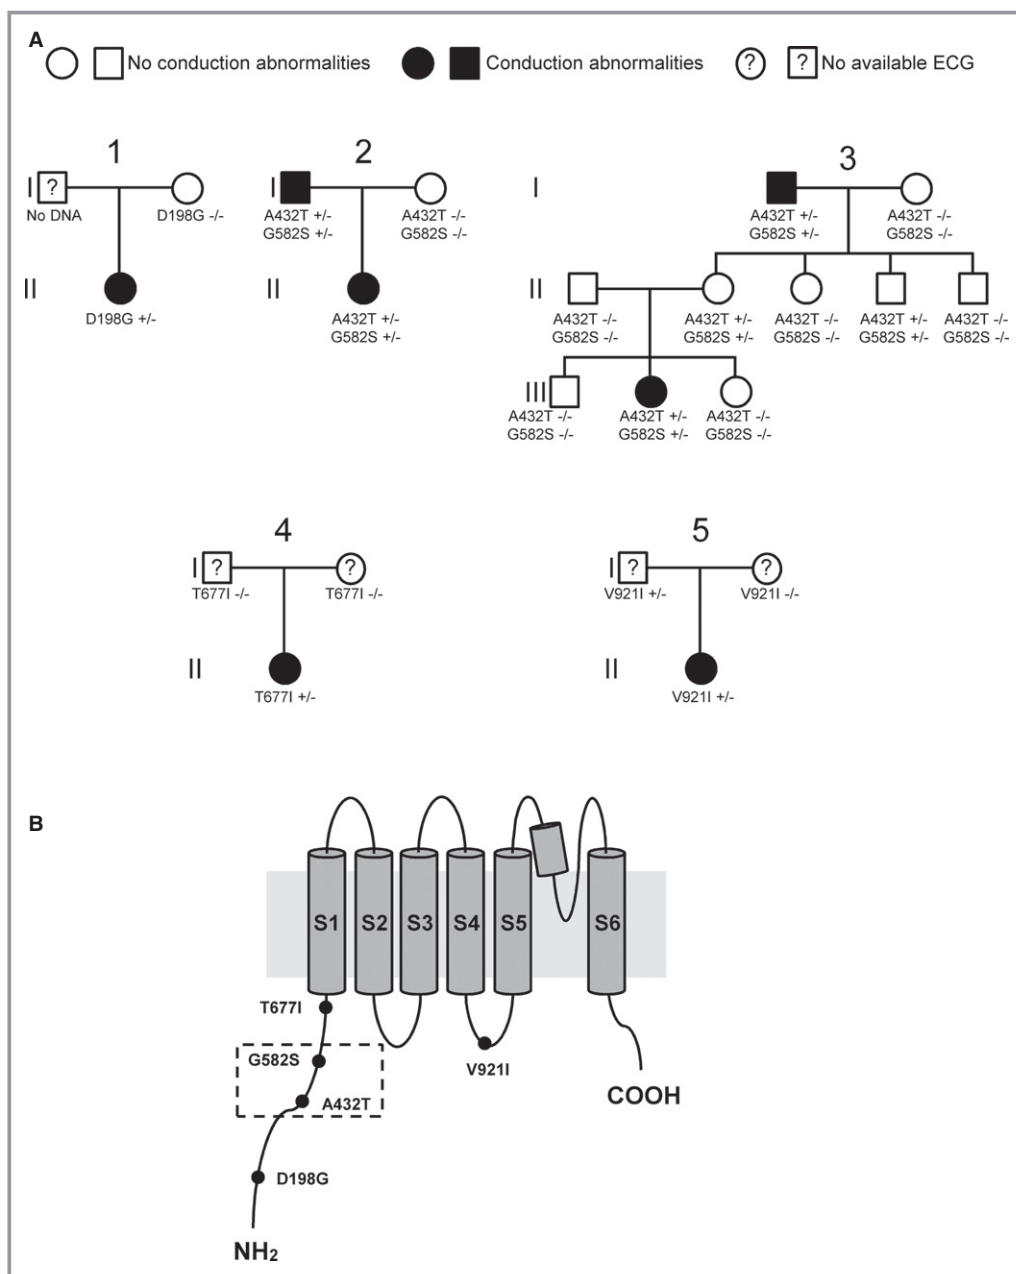 A
No conduction abnormalities
Conduction abnormalities
? ? No available ECG
1
I ?
No DNA
D198G -/-
II
D198G +/-
2
I
A432T +/-
G582S +/-
A432T -/-
G582S -/-
II
A432T +/-
G582S +/-
3
I
A432T +/-
G582S +/-
A432T -/-
G582S -/-
II
A432T -/-
G582S -/-
A432T +/-
G582S +/-
A432T -/-
G582S -/-
A432T +/-
G582S +/-
A432T -/-
G582S -/-
III
A432T -/-
G582S -/-
A432T +/-
G582S +/-
A432T -/-
G582S -/-
4
I ? ?
T677I -/-
T677I -/-
II
T677I +/-
5
I ? ?
V921I +/-
V921I -/-
II
V921I +/-
B
S1 S2 S3 S4 S5 S6
T677I
G582S
A432T
D198G
NH2
V921I
COOH